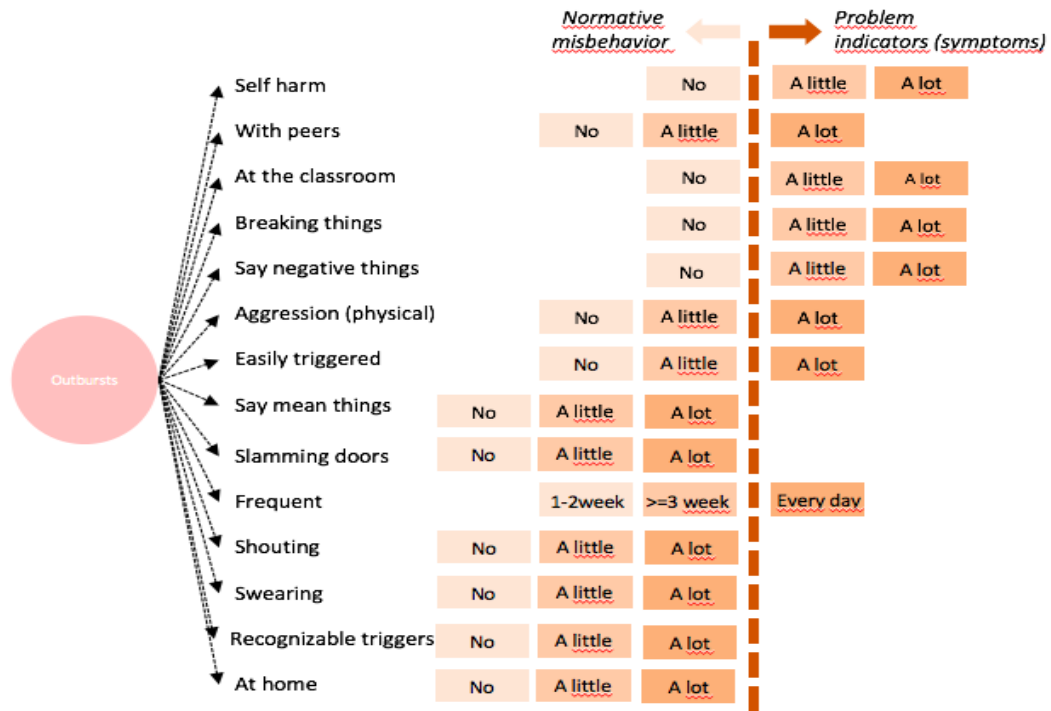 Normative misbehavior
Problem indicators (symptoms)
Self harm No A little A lot
With peers No A little A lot
At the classroom No A little A lot
Breaking things No A little A lot
Say negative things No A little A lot
Aggression (physical) No A little A lot
Easily triggered No A little A lot
Outbursts
Say mean things No A little A lot
Slamming doors No A little A lot
Frequent 1-2week >=3 week Every day
Shouting No A little A lot
Swearing No A little A lot
Recognizable triggers No A little A lot
At home No A little A lot